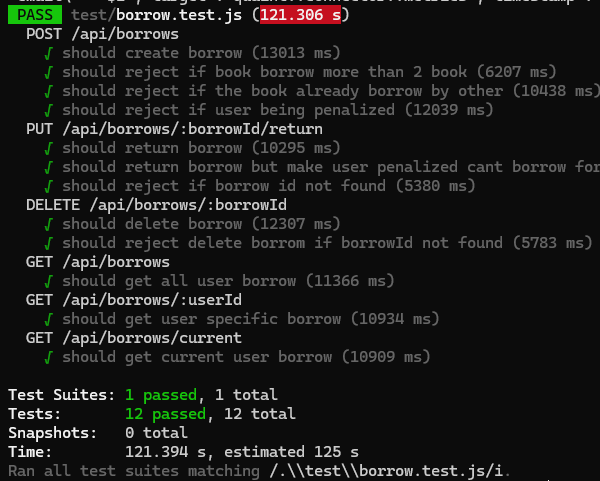 PASS test/borrow.test.js (121.306 s)
POST /api/borrows
√ should create borrow (13013 ms)
√ should reject if book borrow more than 2 book (6207 ms)
√ should reject if the book already borrow by other (10438 ms)
√ should reject if user being penalized (12039 ms)
PUT /api/borrows/:borrowId/return
√ should return borrow (10295 ms)
√ should return borrow but make user penalized cant borrow for
√ should reject if borrow id not found (5380 ms)
DELETE /api/borrows/:borrowId
√ should delete borrow (12307 ms)
√ should reject delete borrom if borrowId not found (5783 ms)
GET /api/borrows
√ should get all user borrow (11366 ms)
GET /api/borrows/:userId
√ should get user specific borrow (10934 ms)
GET /api/borrows/current
√ should get current user borrow (10909 ms)
Test Suites: 1 passed, 1 total
Tests: 12 passed, 12 total
Snapshots: 0 total
Time: 121.394 s, estimated 125 s
Ran all test suites matching /.\\test\\borrow.test.js/i.